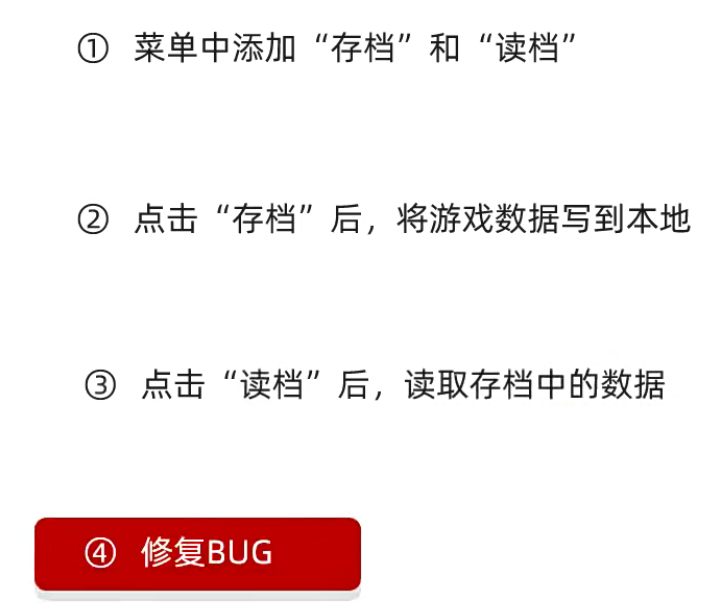 ① 菜单中添加“存档”和“读档”
② 点击“存档”后，将游戏数据写到本地
③ 点击“读档”后，读取存档中的数据
④ 修复BUG